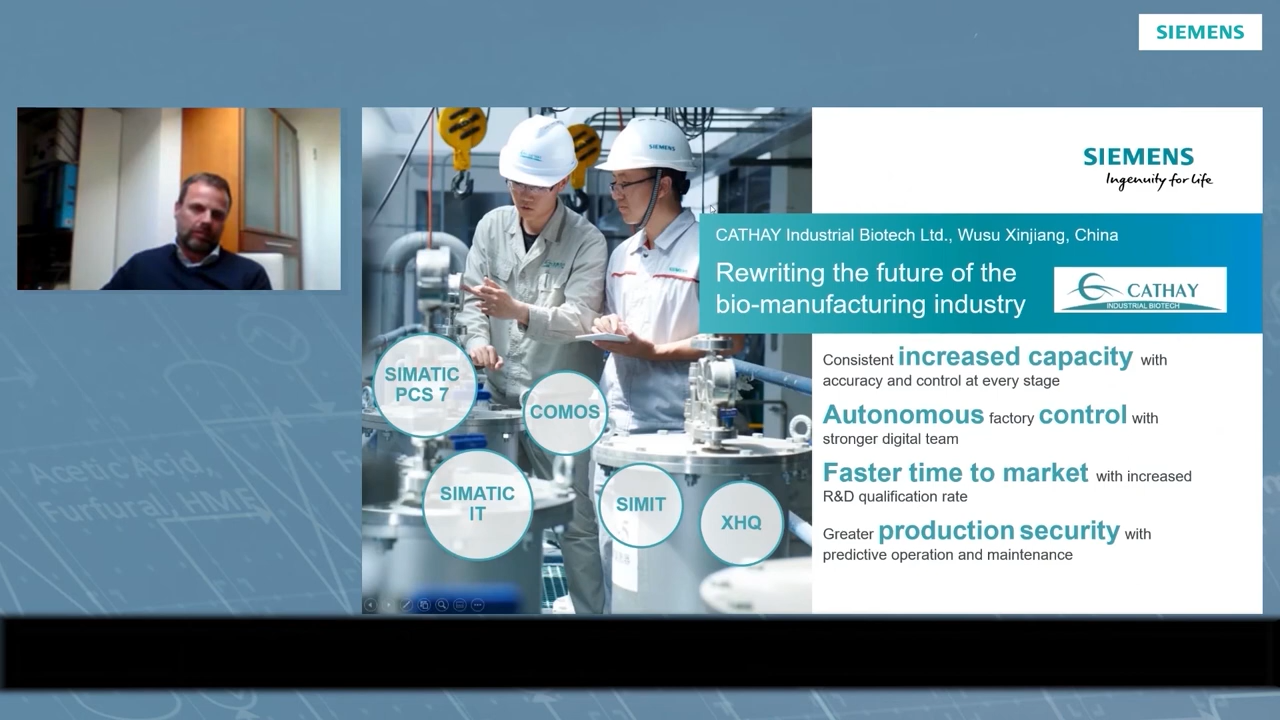 SIEMENS
SIEMENS
Ingenuity for life
CATHAY Industrial Biotech Ltd., Wusu Xinjiang, China
Rewriting the future of the
bio-manufacturing industry
CATHAY
INDUSTRIAL BIOTECH
SIEMENS
SIMATIC
PCS 7
COMOS
SIMATIC
IT
SIMIT
XHQ
Consistent increased capacity with
accuracy and control at every stage
Autonomous factory control with
stronger digital team
Faster time to market with increased
R&D qualification rate
Greater production security with
predictive operation and maintenance
Acetic Acid,
Furfural, HMF